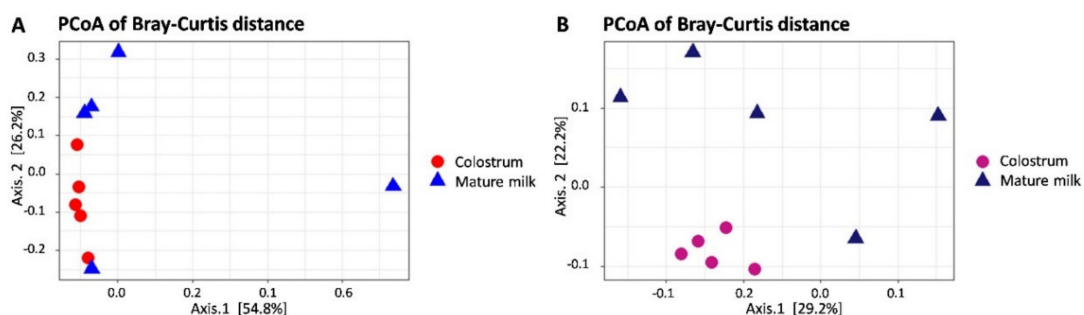 A PCoA of Bray-Curtis distance
0.3
0.2
0.1
0.0
-0.1
-0.2
Axis. 2 [26.2%]
0.0 0.2 0.1 0.6
Axis.1 [54.8%]
Colostrum
Mature milk
B PCoA of Bray-Curtis distance
0.1
0.0
-0.1
Axis. 2 [22.2%]
-0.1 0.2 0.0 0.1
Axis.1 [29.2%]
Colostrum
Mature milk